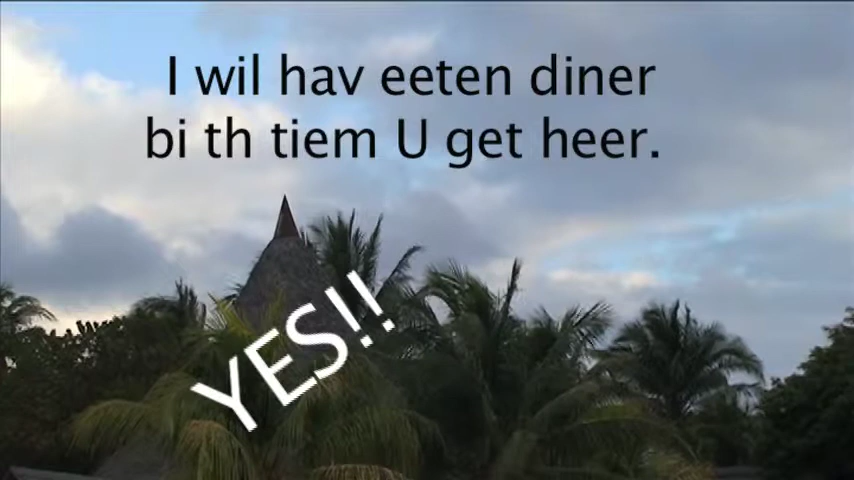 I wil hav eeten diner
bi th tiem U get heer.
YES!!